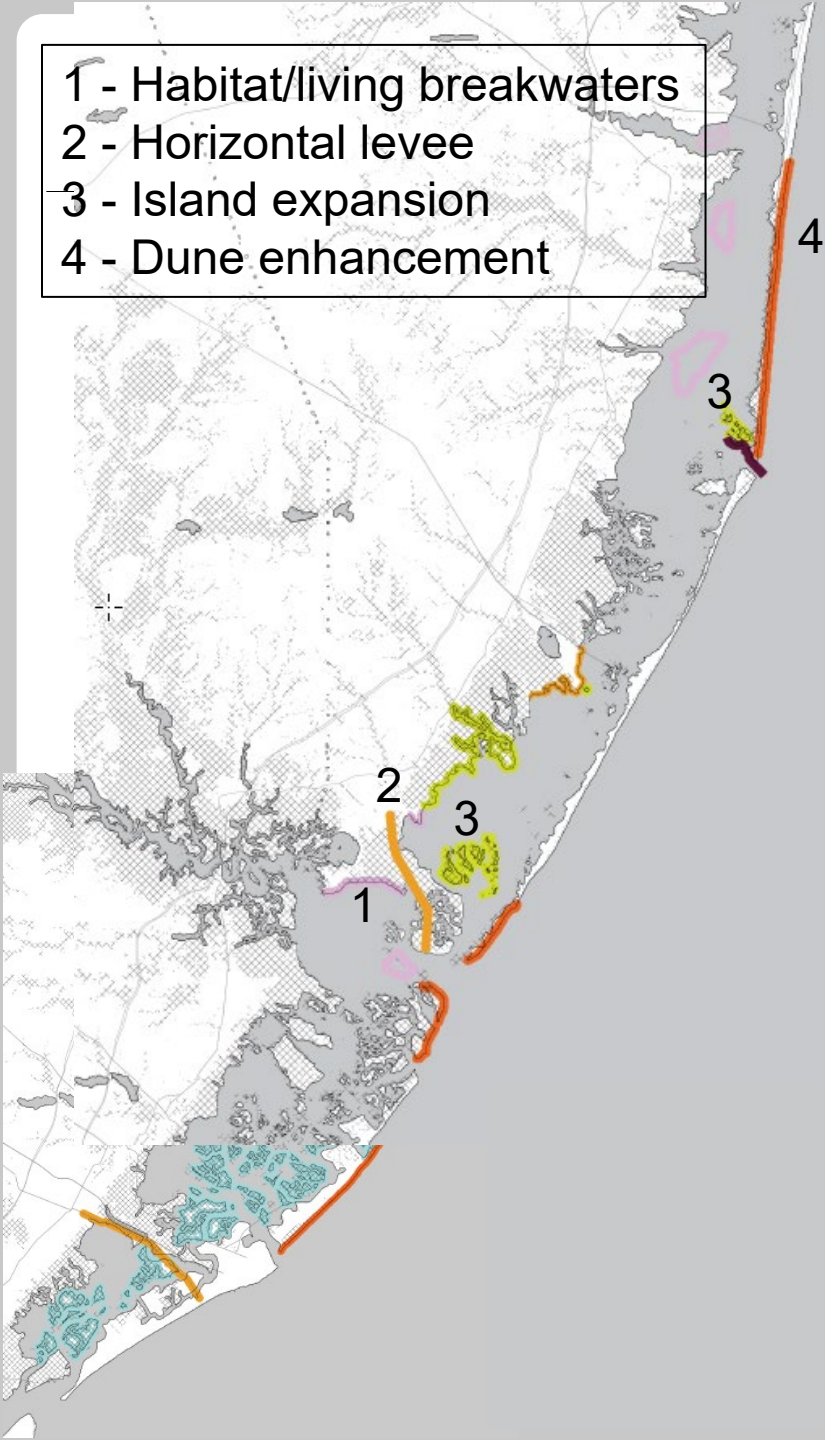 1 - Habitat/living breakwaters
2 - Horizontal levee
3 - Island expansion
4 - Dune enhancement
4
3
2
3
1